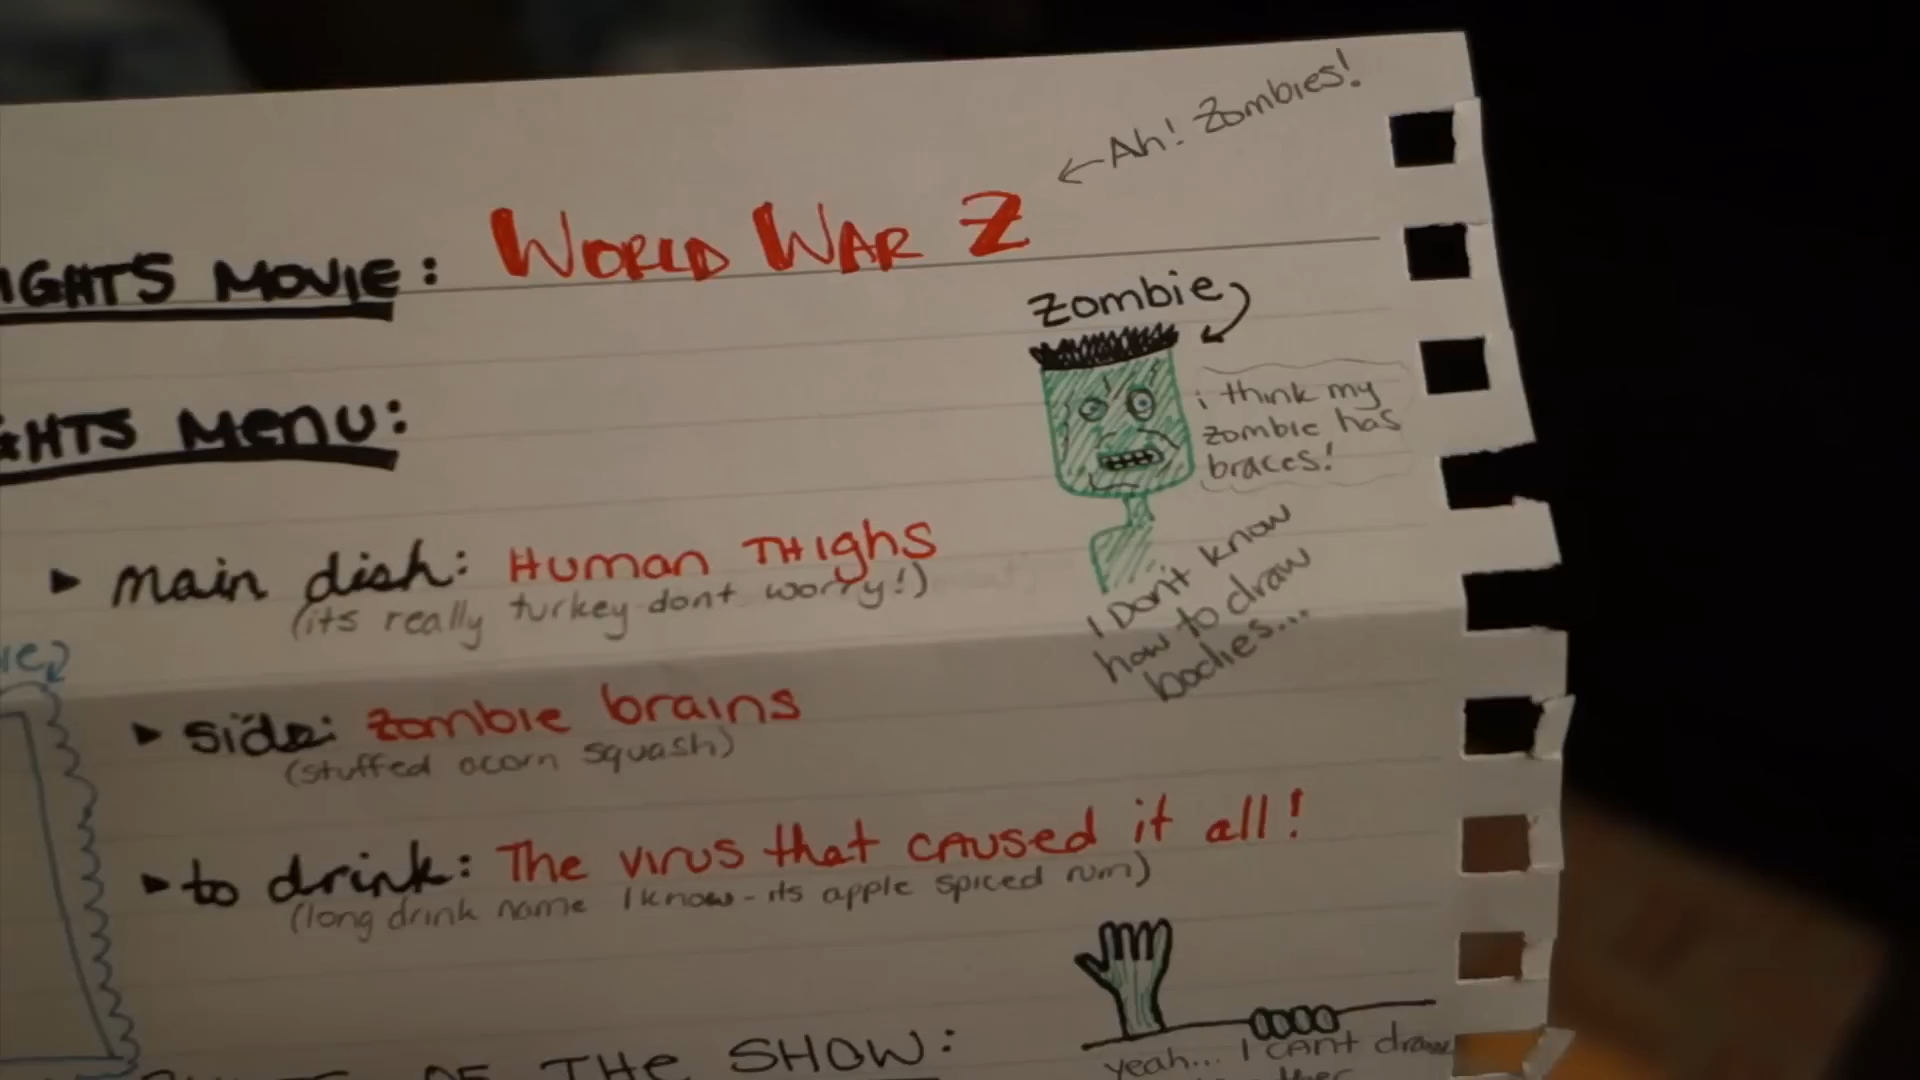 ← Ah! Zombies!
IGHTS MOVIE: WORLD WAR Z
Zombie
GHTS MENU:
i think my
zombie has
braces!
▸ main dish: Human Thighs
(its really turkey dont worry!)
I Don't know
how to draw
bodies...
▸ side: zombie brains
(stuffed acorn squash)
▸ to drink: The virus that caused it all!
(long drink name I know - its apple spiced rum)
OF THE SHOW:
yeah... I cant draw